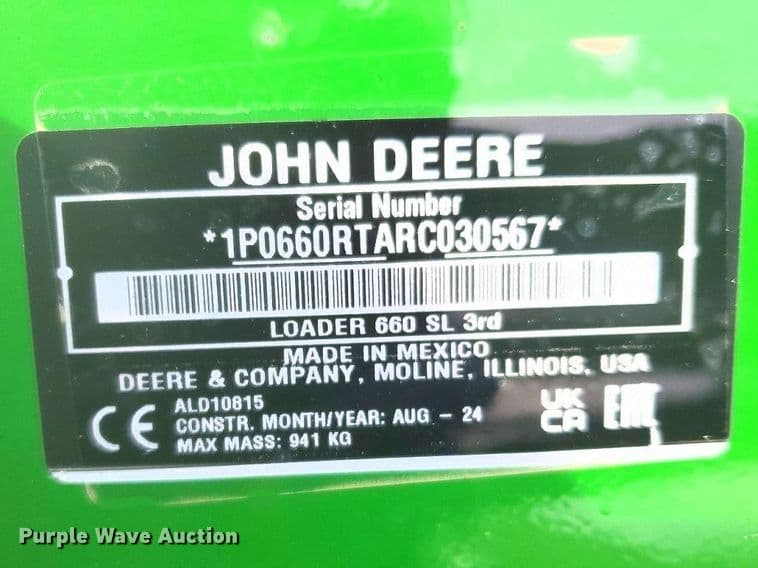 JOHN DEERE
Serial Number
*1P0660RTARC030567*
LOADER 660 SL 3rd
MADE IN MEXICO
DEERE & COMPANY, MOLINE, ILLINOIS, USA
ALD10815
CONSTR. MONTH/YEAR: AUG - 24
MAX MASS: 941 KG
CE
UK
CA
EAC
Purple Wave Auction